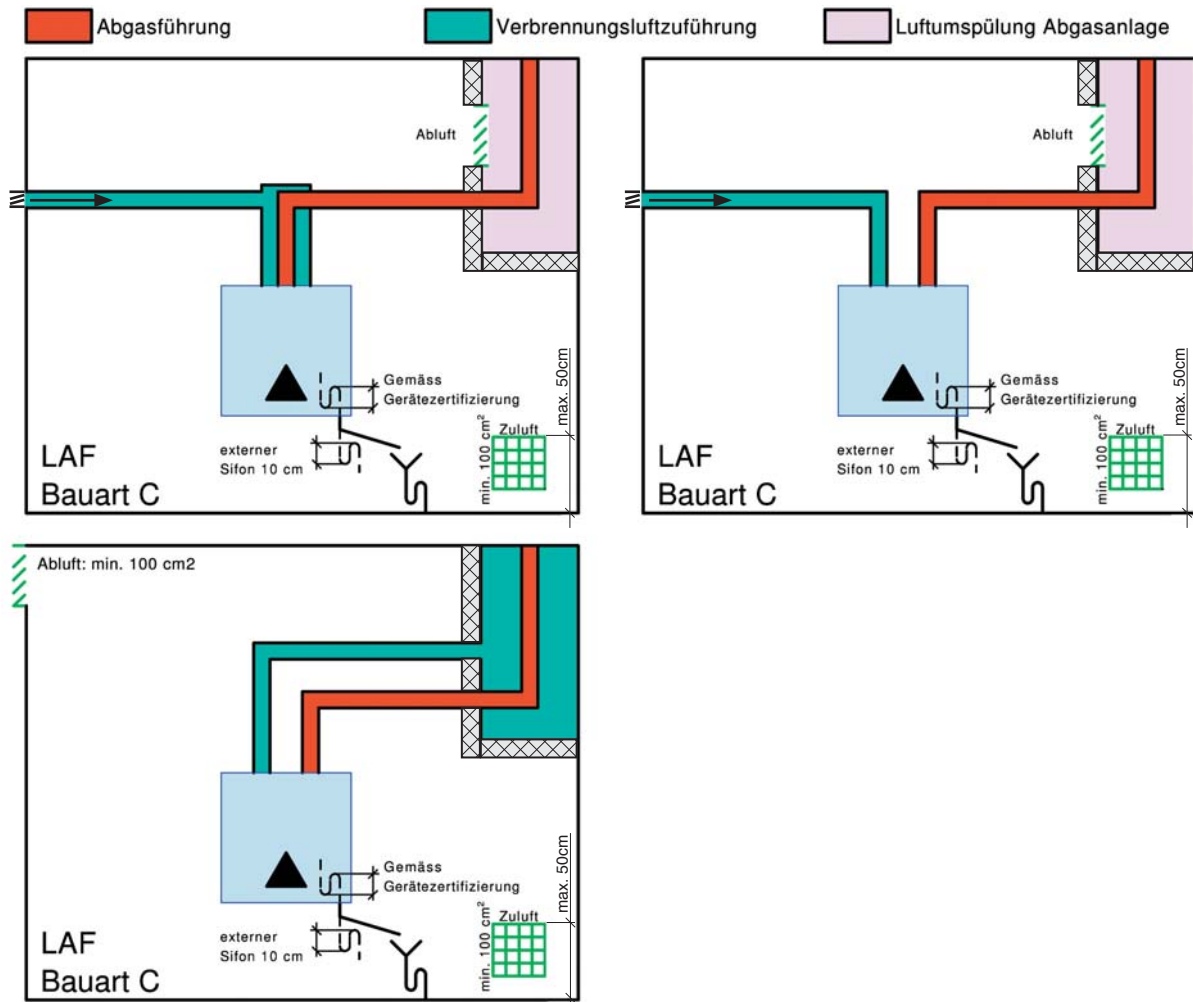 Abgasführung
Verbrennungsluftzuführung
Luftumspülung Abgasanlage
Abluft
Gemäss
Gerätezertifizierung
externer
Sifon 10 cm
Zuluft
min. 100 cm²
max. 50cm
LAF
Bauart C
Abluft
Gemäss
Gerätezertifizierung
externer
Sifon 10 cm
Zuluft
min. 100 cm²
max. 50cm
LAF
Bauart C
Abluft: min. 100 cm2
Gemäss
Gerätezertifizierung
externer
Sifon 10 cm
Zuluft
min. 100 cm²
max. 50cm
LAF
Bauart C